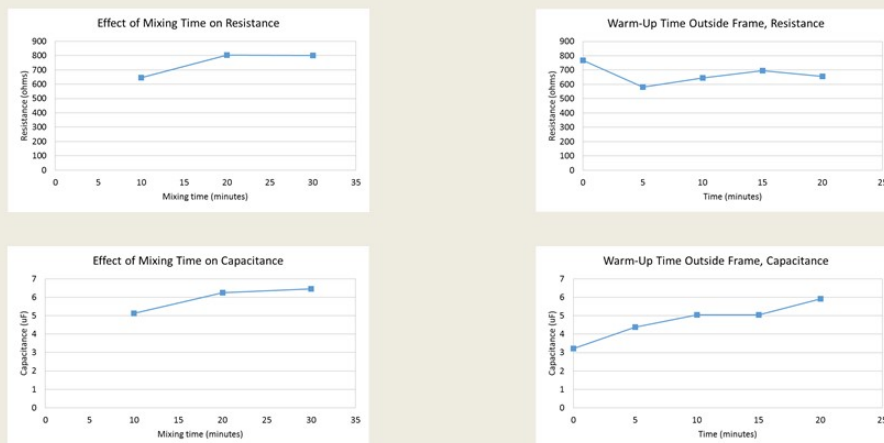 Effect of Mixing Time on Resistance
900
800
700
600
500
400
300
200
100
0
Resistance (ohms)
0 5 10 15 20 25 30 35
Mixing time (minutes)
Warm-Up Time Outside Frame, Resistance
900
800
700
600
500
400
300
200
100
0
Resistance (ohms)
0 5 10 15 20 25
Time (minutes)
Effect of Mixing Time on Capacitance
7
6
5
4
3
2
1
0
Capacitance (uF)
0 5 10 15 20 25 30 35
Mixing time (minutes)
Warm-Up Time Outside Frame, Capacitance
7
6
5
4
3
2
1
0
Capacitance (uF)
0 5 10 15 20 25
Time (minutes)